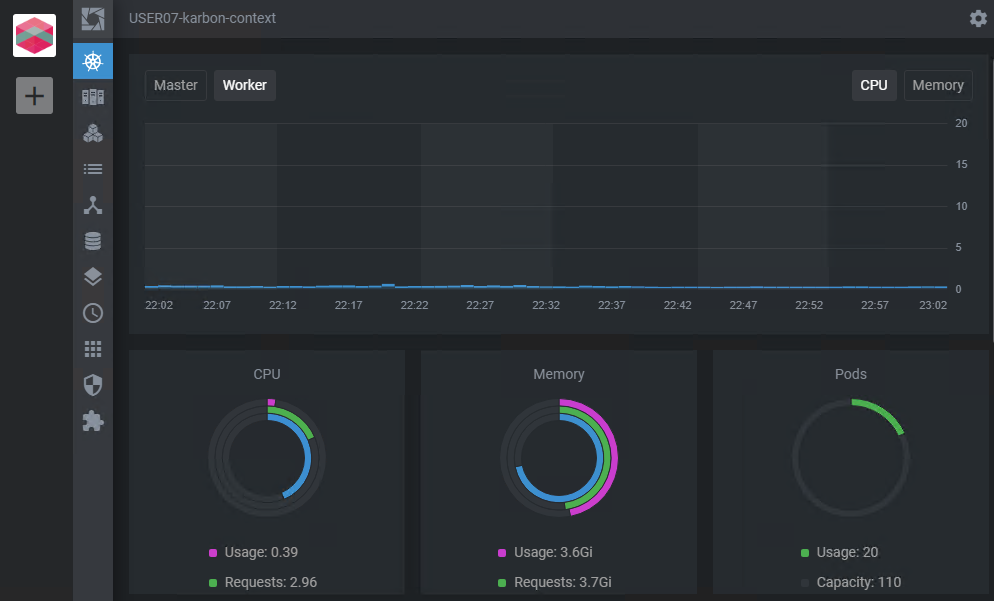 USER07-karbon-context
Master Worker CPU Memory
20
15
10
5
0
22:02 22:07 22:12 22:17 22:22 22:27 22:32 22:37 22:42 22:47 22:52 22:57 23:02
CPU
Usage: 0.39
Requests: 2.96
Memory
Usage: 3.6Gi
Requests: 3.7Gi
Pods
Usage: 20
Capacity: 110